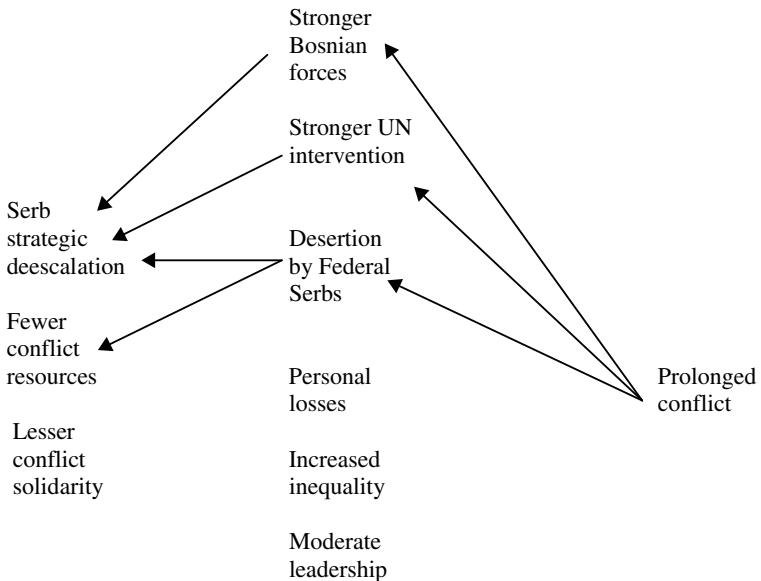 Stronger
Bosnian
forces
Stronger UN
intervention
Serb
strategic
deescalation
Desertion
by Federal
Serbs
Fewer
conflict
resources
Personal
losses
Prolonged
conflict
Lesser
conflict
solidarity
Increased
inequality
Moderate
leadership